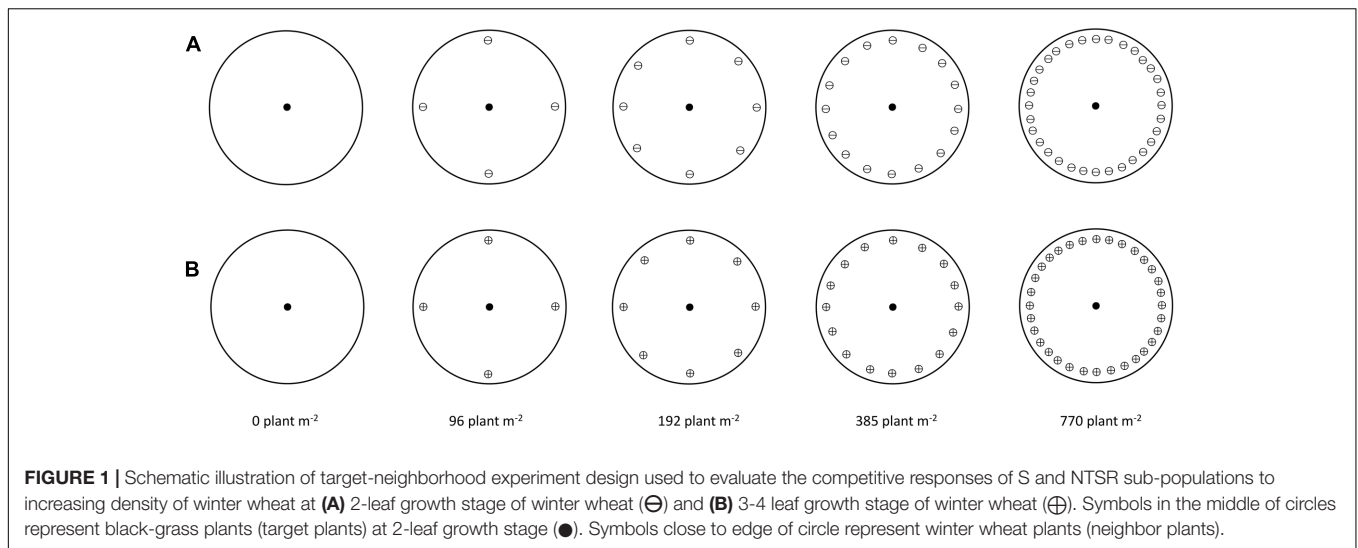 A
B
0 plant m⁻² 96 plant m⁻² 192 plant m⁻² 385 plant m⁻² 770 plant m⁻²
FIGURE 1 | Schematic illustration of target-neighborhood experiment design used to evaluate the competitive responses of S and NTSR sub-populations to
increasing density of winter wheat at (A) 2-leaf growth stage of winter wheat (⊖) and (B) 3-4 leaf growth stage of winter wheat (⊕). Symbols in the middle of circles
represent black-grass plants (target plants) at 2-leaf growth stage (●). Symbols close to edge of circle represent winter wheat plants (neighbor plants).